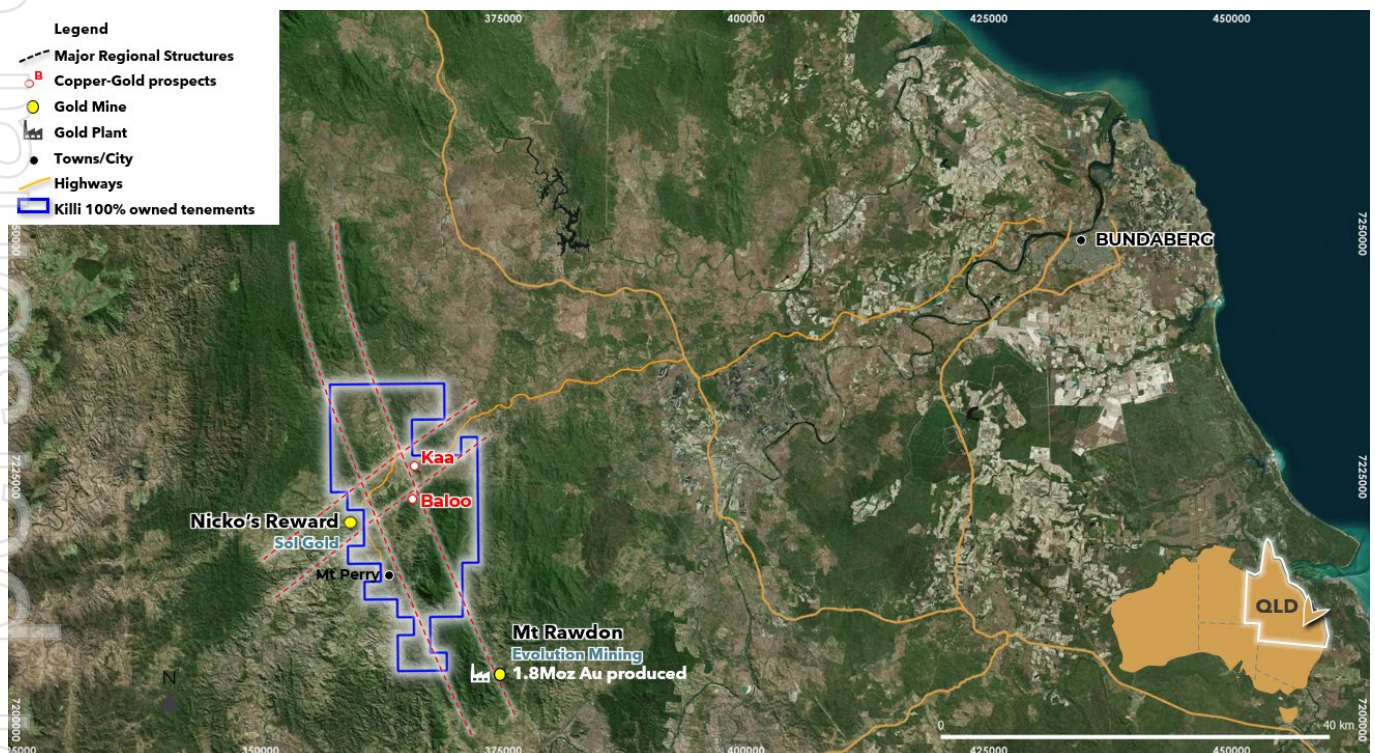 Legend
Major Regional Structures
B
Copper-Gold prospects
Gold Mine
Gold Plant
Towns/City
Highways
Killi 100% owned tenements
375000
400000
425000
450000
7250000
BUNDABERG
Kaa
Baloo
7225000
7225000
Nicko's Reward
Sol Gold
Mt Perry
QLD
Mt Rawdon
Evolution Mining
1.8Moz Au produced
N
0
40 km
7200000
7200000
350000
375000
400000
425000
450000